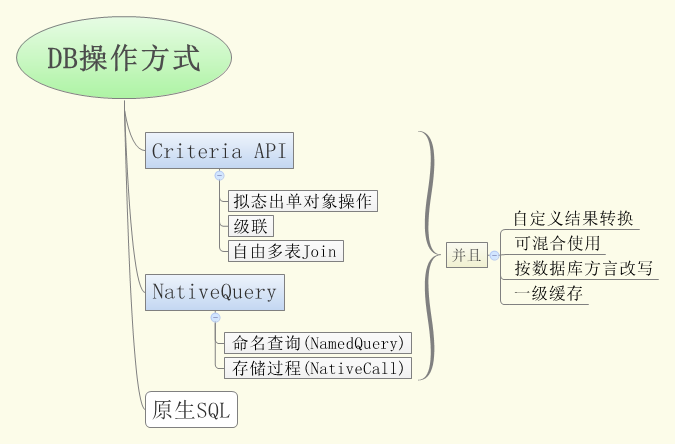 DB操作方式
Criteria API
拟态出单对象操作
级联
自由多表Join
NativeQuery
命名查询(NamedQuery)
存储过程(NativeCall)
原生SQL
并且
自定义结果转换
可混合使用
按数据库方言改写
一级缓存